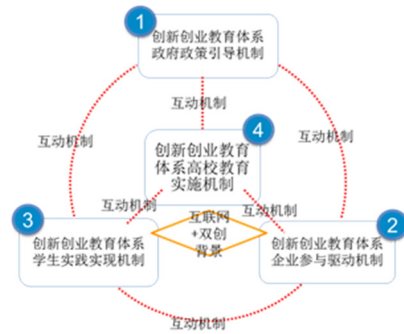 1
创新创业教育体系
政府政策引导机制
互动机制
4
互动机制
互动机制
创新创业教育
体系高校教育
实施机制
互动机制
互动机制
3
互联网
+双创
背景
2
创新创业教育体系
学生实践实现机制
创新创业教育体系
企业参与驱动机制
互动机制